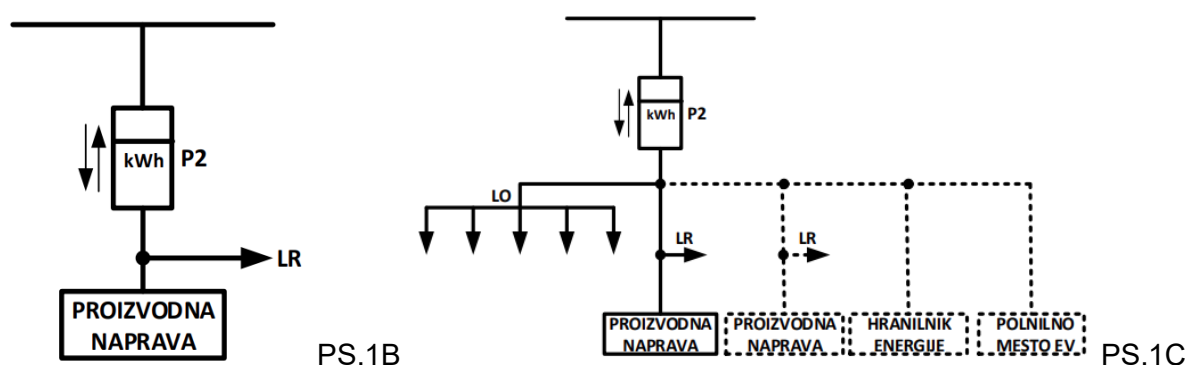 kWh P2
LR
PROIZVODNA
NAPRAVA
PS.1B
kWh P2
LO
LR
LR
PROIZVODNA
NAPRAVA
PROIZVODNA
NAPRAVA
HRANILNIK
ENERGIJE
POLNILNO
MESTO EV
PS.1C